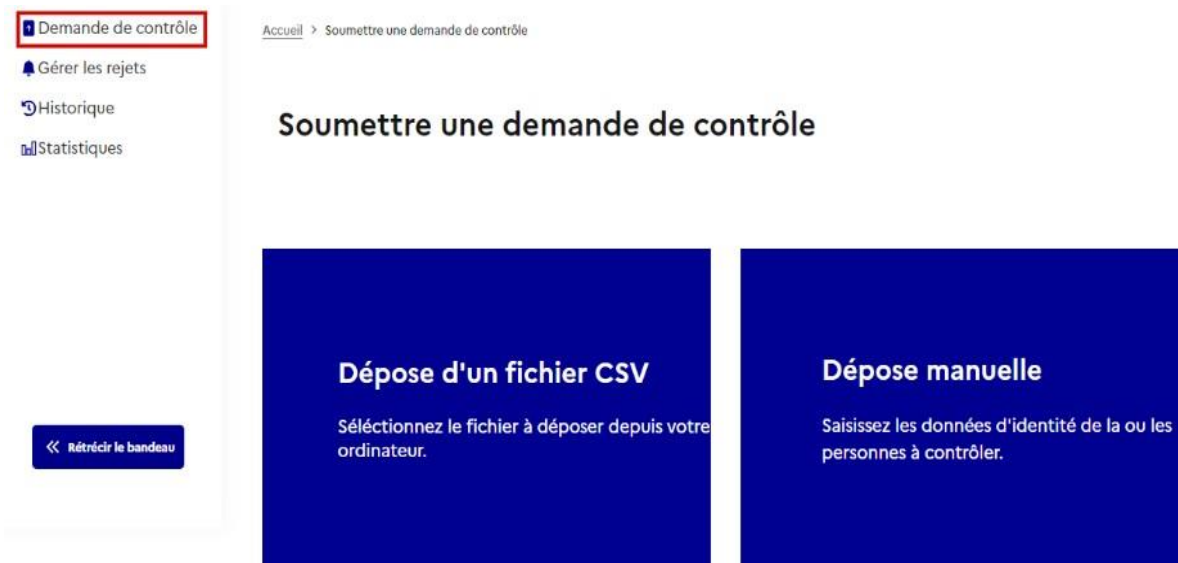 Demande de contrôle
Gérer les rejets
Historique
Statistiques
Rétrécir le bandeau
Accueil > Soumettre une demande de contrôle
Soumettre une demande de contrôle
Dépose d'un fichier CSV
Séléctionnez le fichier à déposer depuis votre
ordinateur.
Dépose manuelle
Saisissez les données d'identité de la ou les
personnes à contrôler.